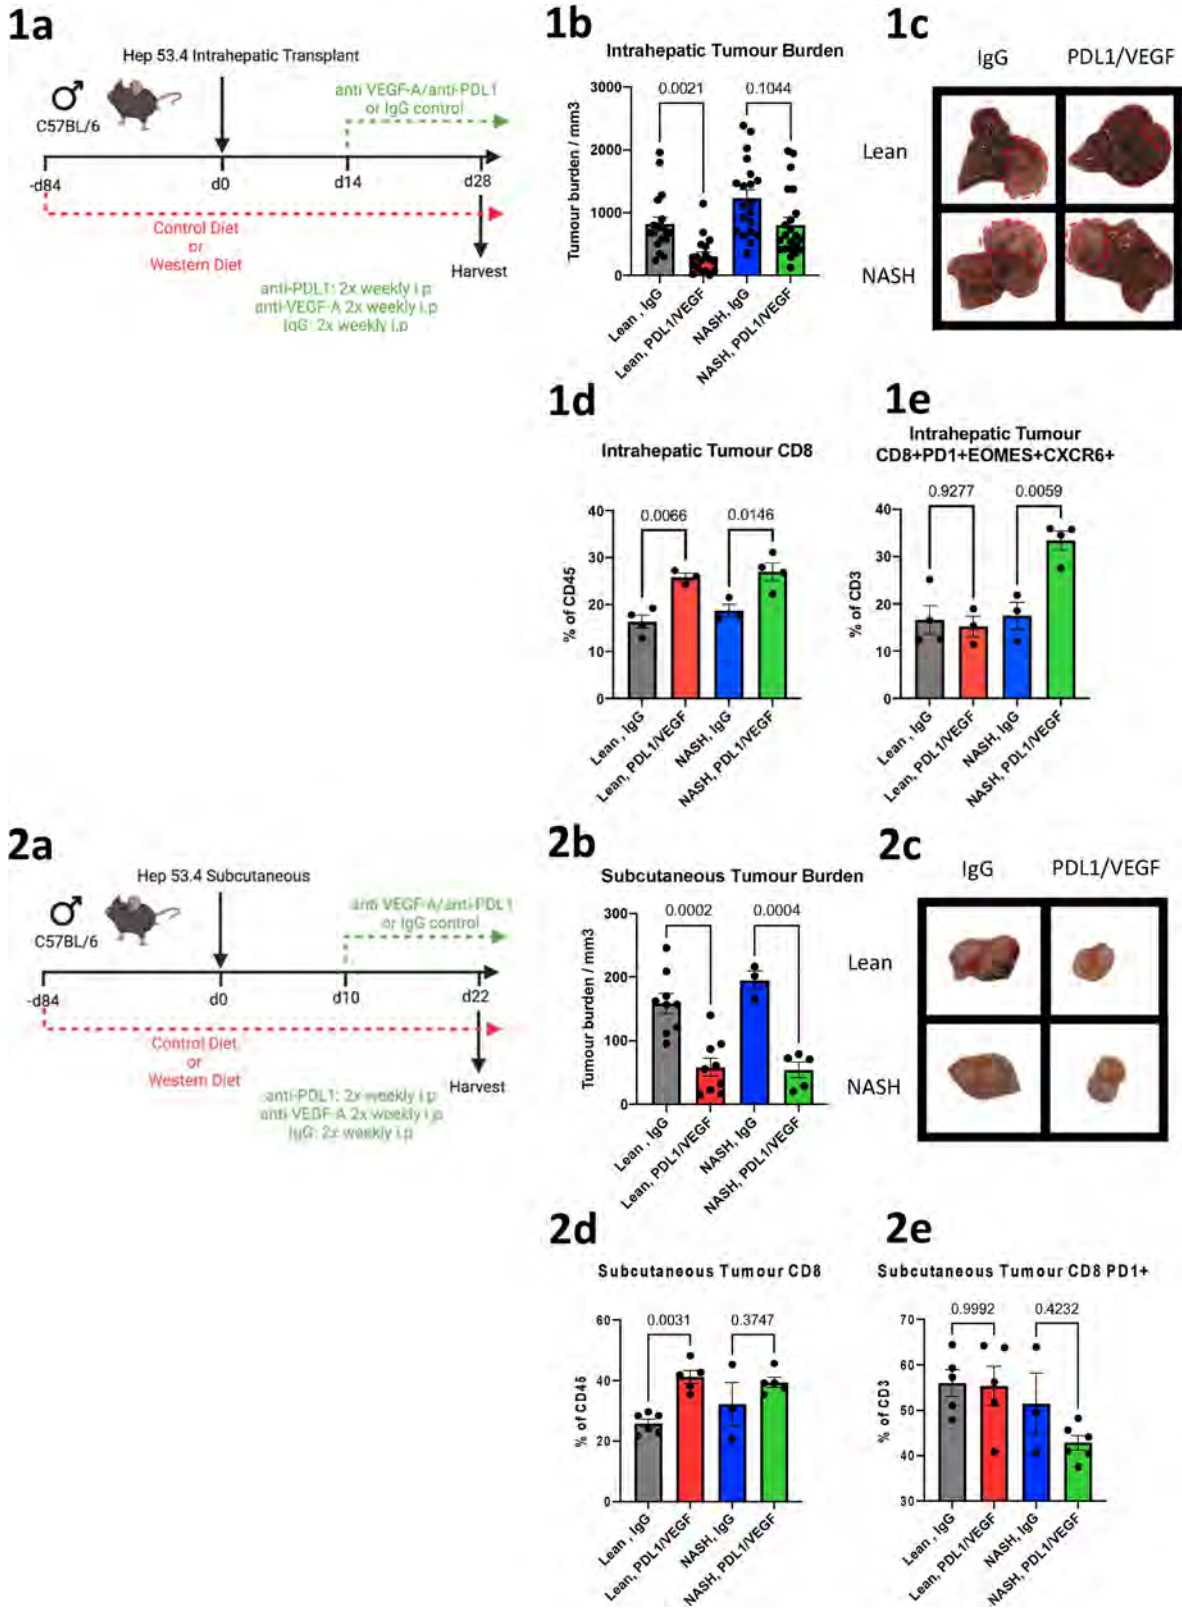 1a
Hep 53.4 Intrahepatic Transplant
anti VEGF-A/anti-PDL1
or IgG control
♂
C57BL/6
-d84
d0
d14
d28
Control Diet
or
Western Diet
Harvest
anti-PDL1: 2x weekly i.p
anti-VEGF-A 2x weekly i.p
IgG: 2x weekly i.p
1b
Intrahepatic Tumour Burden
0.0021
0.1044
Tumour burden / mm3
3000
2000
1000
0
Lean , IgG
Lean, PDL1/VEGF
NASH, IgG
NASH, PDL1/VEGF
1c
IgG
PDL1/VEGF
Lean
NASH
1d
Intrahepatic Tumour CD8
0.0066
0.0146
% of CD45
40
30
20
10
0
Lean , IgG
Lean, PDL1/VEGF
NASH, IgG
NASH, PDL1/VEGF
1e
Intrahepatic Tumour
CD8+PD1+EOMES+CXCR6+
0.9277
0.0059
% of CD3
40
30
20
10
0
Lean , IgG
Lean, PDL1/VEGF
NASH, IgG
NASH, PDL1/VEGF
2a
Hep 53.4 Subcutaneous
anti VEGF-A/anti-PDL1
or IgG control
♂
C57BL/6
-d84
d0
d10
d22
Control Diet
or
Western Diet
Harvest
anti-PDL1: 2x weekly i.p
anti VEGF-A 2x weekly i.p
IgG: 2x weekly i.p
2b
Subcutaneous Tumour Burden
0.0002
0.0004
Tumour burden / mm3
300
200
100
0
Lean , IgG
Lean, PDL1/VEGF
NASH, IgG
NASH, PDL1/VEGF
2c
IgG
PDL1/VEGF
Lean
NASH
2d
Subcutaneous Tumour CD8
0.0031
0.3747
% of CD45
60
40
20
0
Lean , IgG
Lean, PDL1/VEGF
NASH, IgG
NASH, PDL1/VEGF
2e
Subcutaneous Tumour CD8 PD1+
0.9992
0.4232
% of CD3
70
60
50
40
30
Lean , IgG
Lean, PDL1/VEGF
NASH, IgG
NASH, PDL1/VEGF